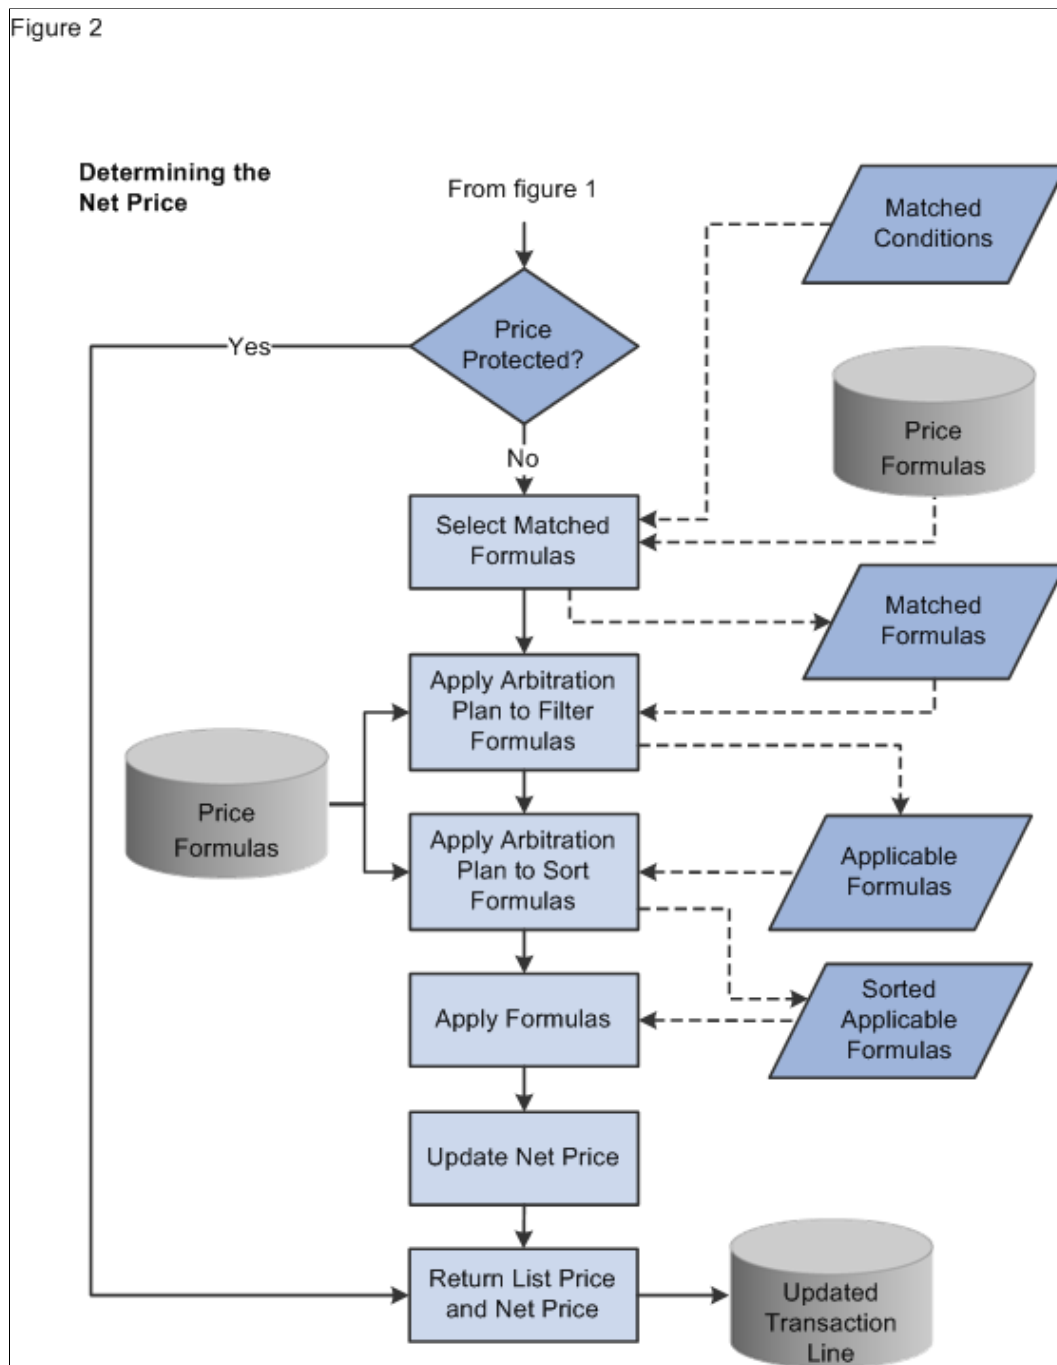 Figure 2
Determining the
Net Price
From figure 1
Matched
Conditions
Price
Protected?
Yes
No
Price
Formulas
Select Matched
Formulas
Matched
Formulas
Apply Arbitration
Plan to Filter
Formulas
Price
Formulas
Apply Arbitration
Plan to Sort
Formulas
Applicable
Formulas
Apply Formulas
Sorted
Applicable
Formulas
Update Net Price
Return List Price
and Net Price
Updated
Transaction
Line